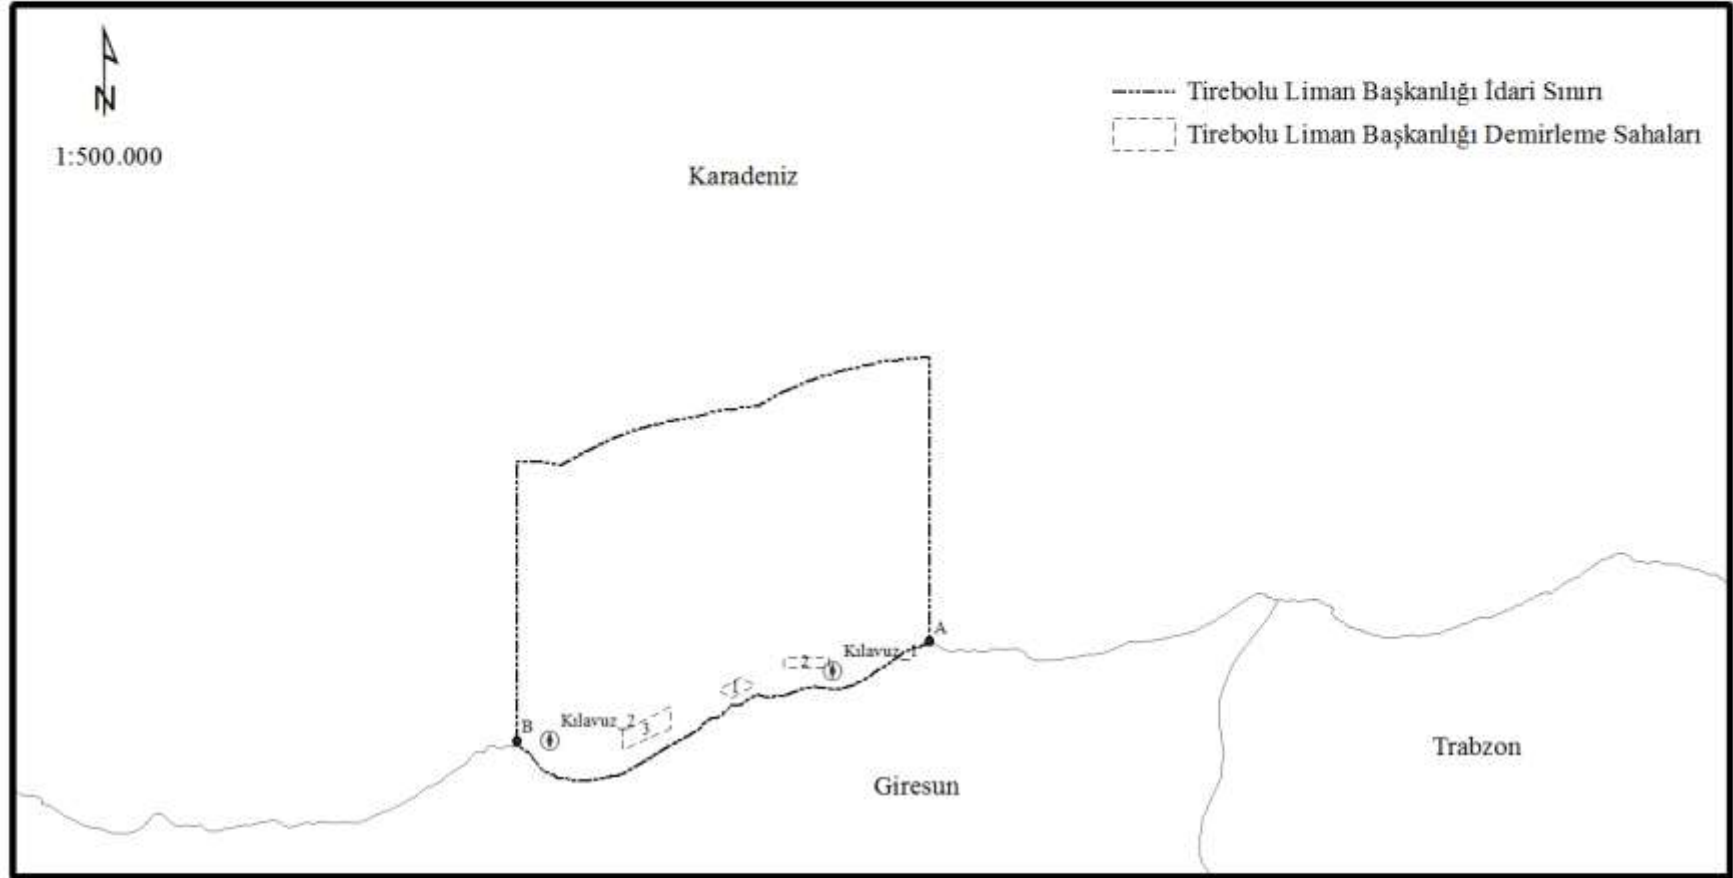 N
1:500.000
Tirebolu Liman Başkanlığı İdari Sınırı
Tirebolu Liman Başkanlığı Demirleme Sahaları
Karadeniz
A
Kılavuz_1
2
1
B
Kılavuz_2
3
Trabzon
Giresun